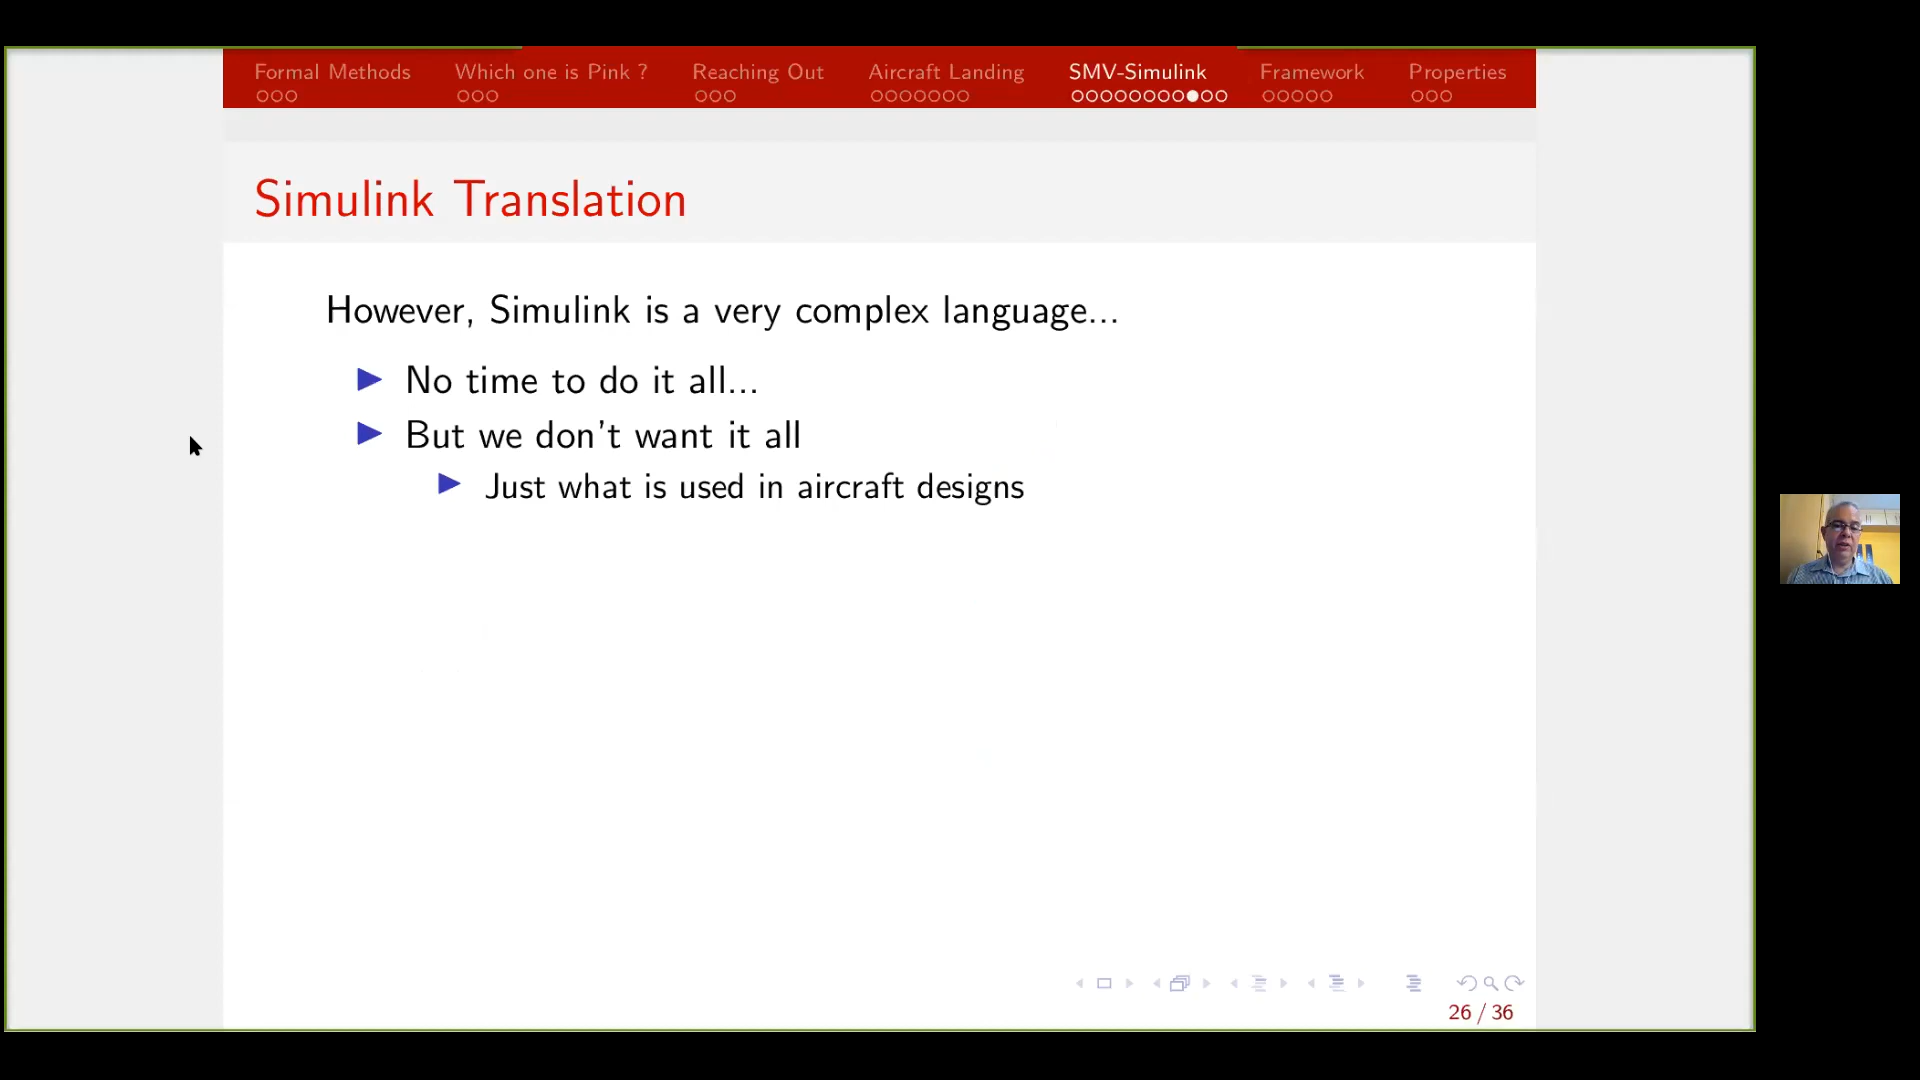 Formal Methods Which one is Pink ? Reaching Out Aircraft Landing SMV-Simulink Framework Properties
Simulink Translation
However, Simulink is a very complex language...
No time to do it all...
But we don't want it all
Just what is used in aircraft designs
26 / 36